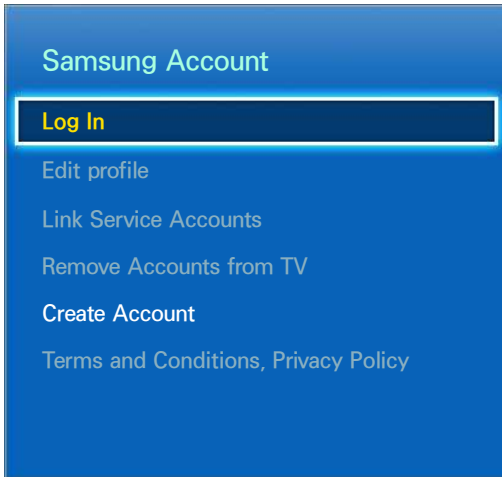 Samsung Account
Log In
Edit profile
Link Service Accounts
Remove Accounts from TV
Create Account
Terms and Conditions, Privacy Policy